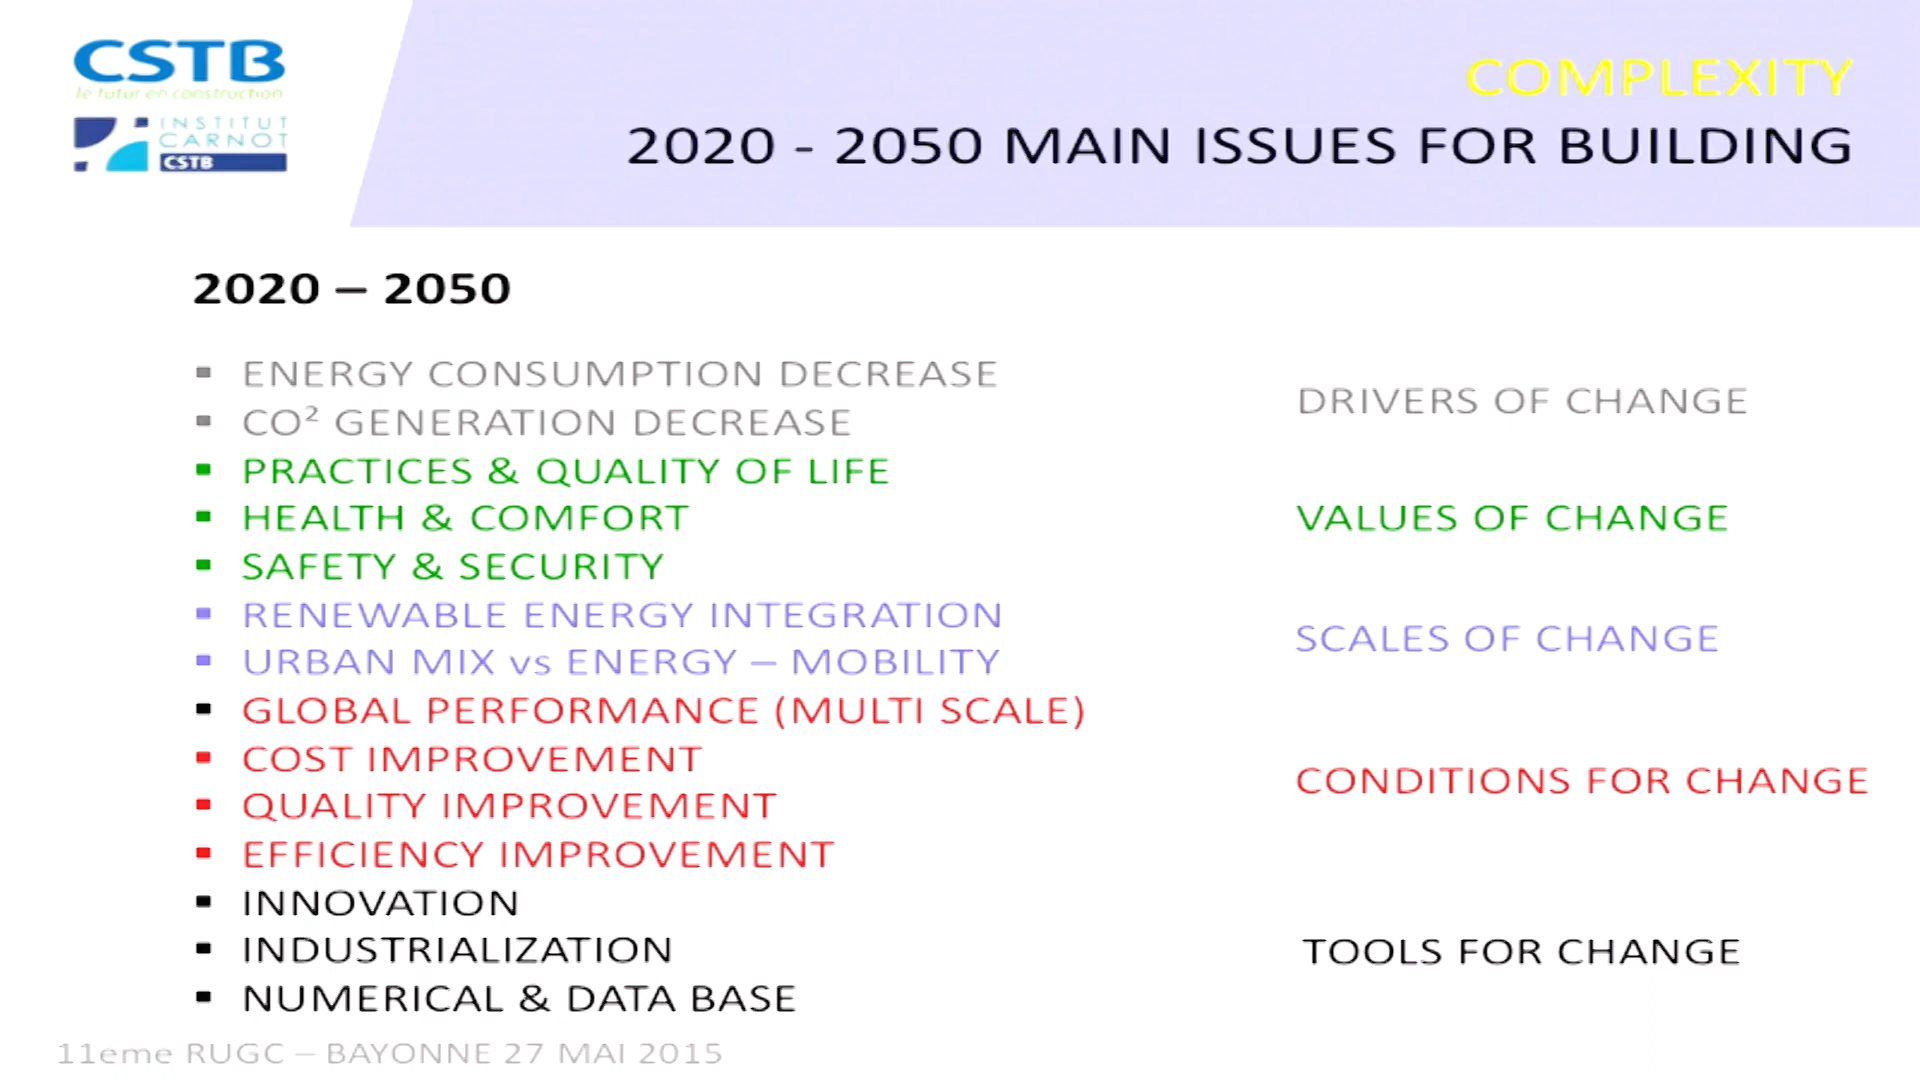 CSTB
le futur en construction
INSTITUT
CARNOT
CSTB
COMPLEXITY
2020 - 2050 MAIN ISSUES FOR BUILDING
2020 – 2050
▪ ENERGY CONSUMPTION DECREASE
▪ CO² GENERATION DECREASE
DRIVERS OF CHANGE
▪ PRACTICES & QUALITY OF LIFE
▪ HEALTH & COMFORT
▪ SAFETY & SECURITY
VALUES OF CHANGE
▪ RENEWABLE ENERGY INTEGRATION
▪ URBAN MIX vs ENERGY – MOBILITY
SCALES OF CHANGE
▪ GLOBAL PERFORMANCE (MULTI SCALE)
▪ COST IMPROVEMENT
▪ QUALITY IMPROVEMENT
▪ EFFICIENCY IMPROVEMENT
CONDITIONS FOR CHANGE
▪ INNOVATION
▪ INDUSTRIALIZATION
▪ NUMERICAL & DATA BASE
TOOLS FOR CHANGE
11eme RUGC – BAYONNE 27 MAI 2015